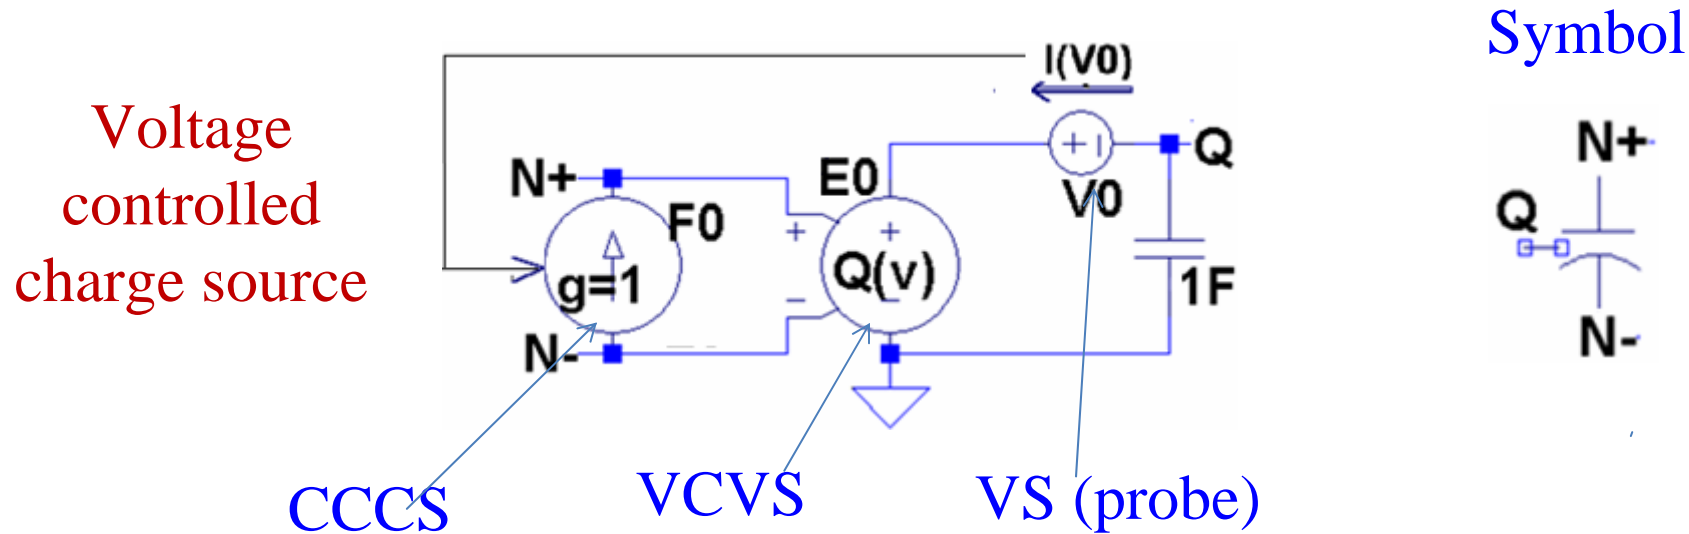 Symbol
I(V0)
Voltage
controlled
charge source
N+
E0
+
V0
Q
F0
g=1
+
-
+
Q(v)
-
1F
N-
N+
Q
N-
CCCS
VCVS
VS (probe)